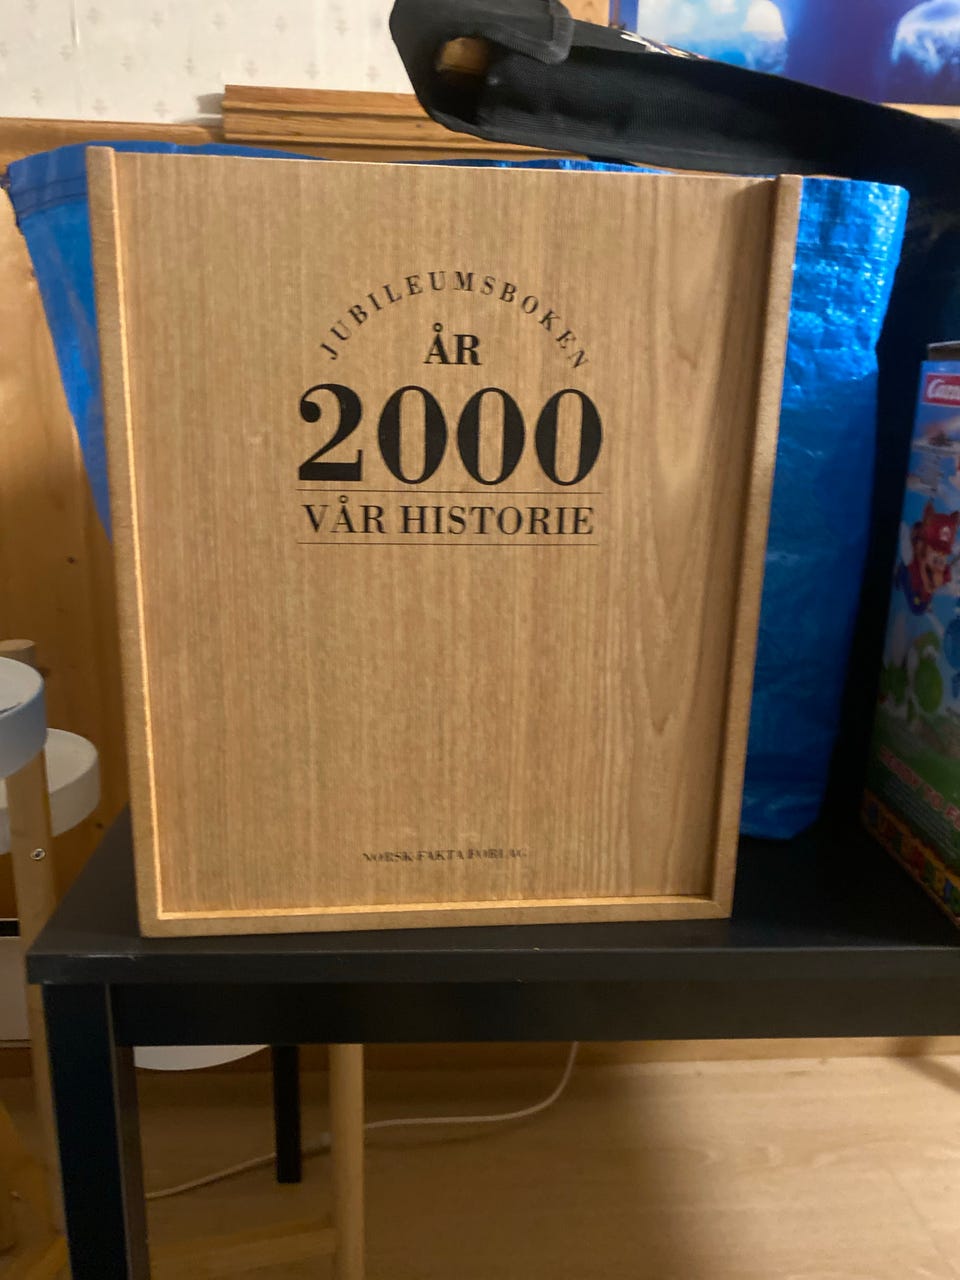 JUBILEUMSBOKEN
ÅR
2000
VÅR HISTORIE
NORSK FAKTA FORLAG